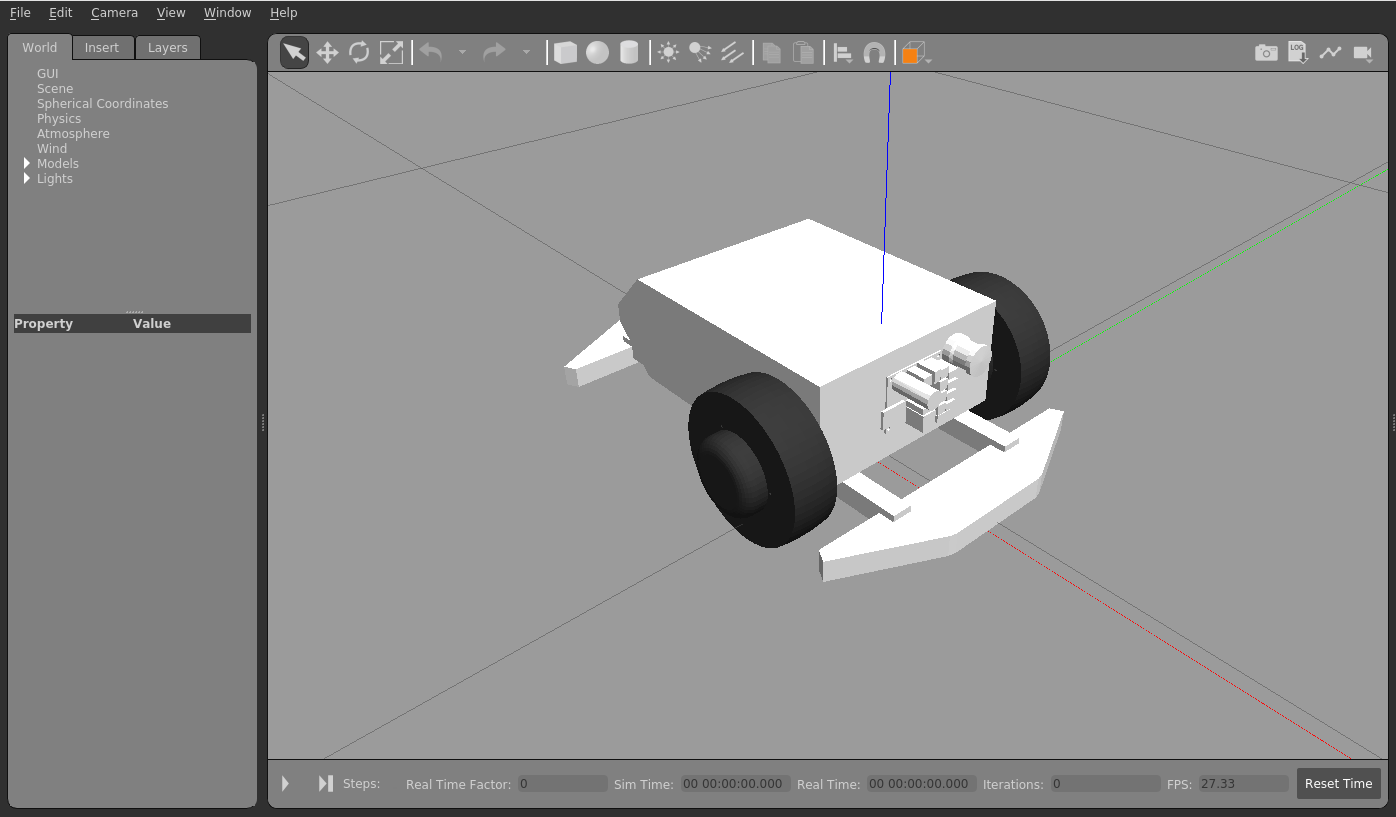 File Edit Camera View Window Help
World Insert Layers
GUI
Scene
Spherical Coordinates
Physics
Atmosphere
Wind
Models
Lights
Property Value
LOG
Steps: Real Time Factor: 0 Sim Time: 00 00:00:00.000 Real Time: 00 00:00:00.000 Iterations: 0 FPS: 27.33 Reset Time